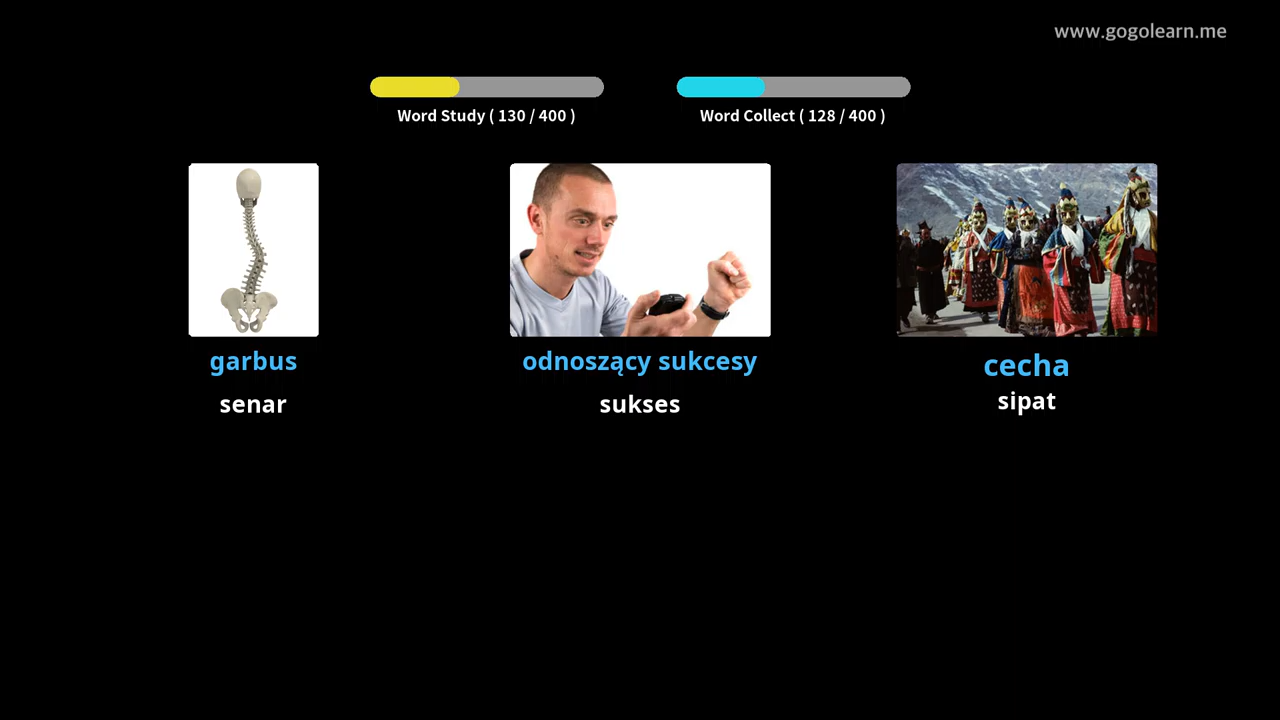 www.gogolearn.me
Word Study ( 130 / 400 )
Word Collect ( 128 / 400 )
garbus
odnoszący sukcesy
cecha
senar
sukses
sipat